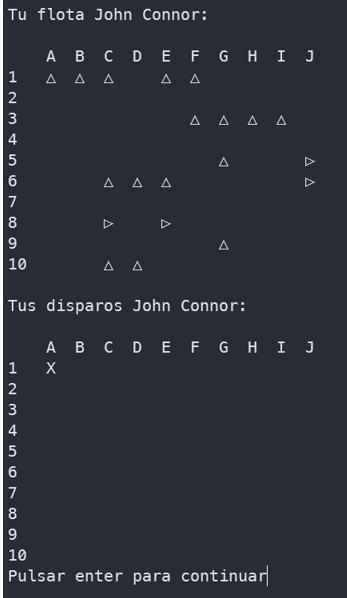 Tu flota John Connor:
A B C D E F G H I J
1 △ △ △ △ △
2
3 △ △ △ △
4
5 △ ▷
6 △ △ △ ▷
7
8 ▷ ▷
9 △
10 △ △
Tus disparos John Connor:
A B C D E F G H I J
1 X
2
3
4
5
6
7
8
9
10
Pulsar enter para continuar